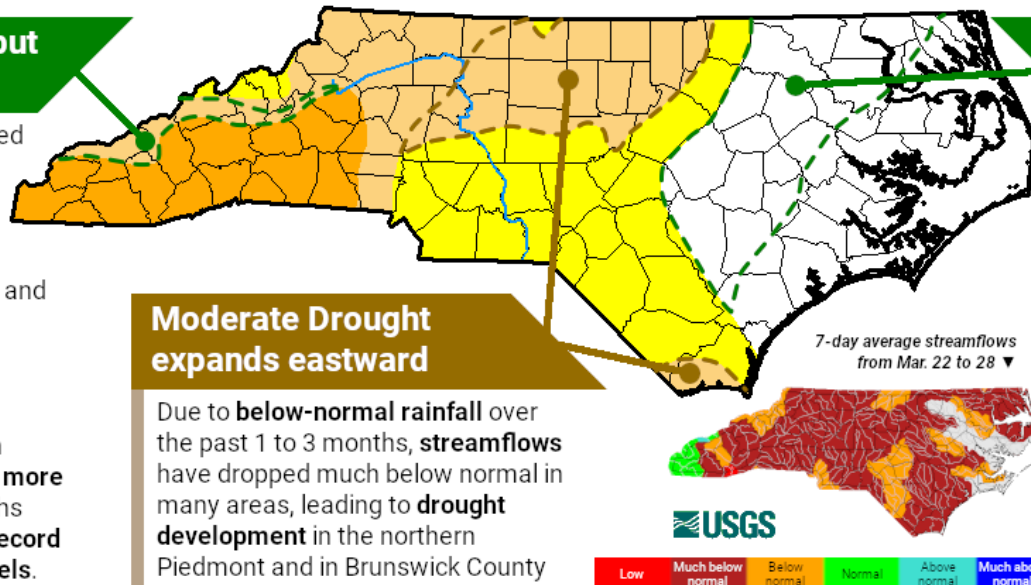 out
ed
and
more
ns
ecord
els.
Moderate Drought
expands eastward
Due to below-normal rainfall over
the past 1 to 3 months, streamflows
have dropped much below normal in
many areas, leading to drought
development in the northern
Piedmont and in Brunswick County
7-day average streamflows
from Mar. 22 to 28 ▼
USGS
Low
Much below
normal
Below
normal
Normal
Above
normal
Much abo
normal